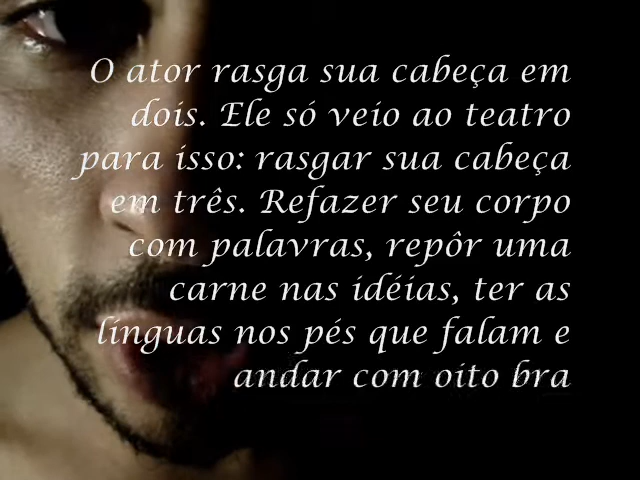 O ator rasga sua cabeça em
dois. Ele só veio ao teatro
para isso: rasgar sua cabeça
em três. Refazer seu corpo
com palavras, repôr uma
carne nas idéias, ter as
línguas nos pés que falam e
andar com oito bra